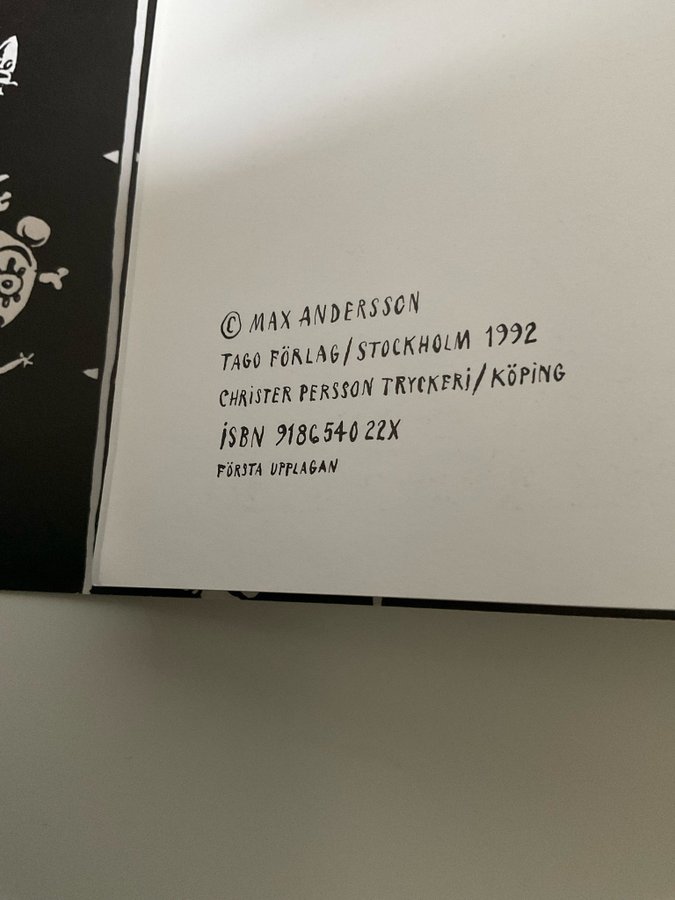 © MAX ANDERSSON
TAGO FÖRLAG/STOCKHOLM 1992
CHRISTER PERSSON TRYCKERI/KÖPING
ISBN 9186540 22X
FÖRSTA UPPLAGAN